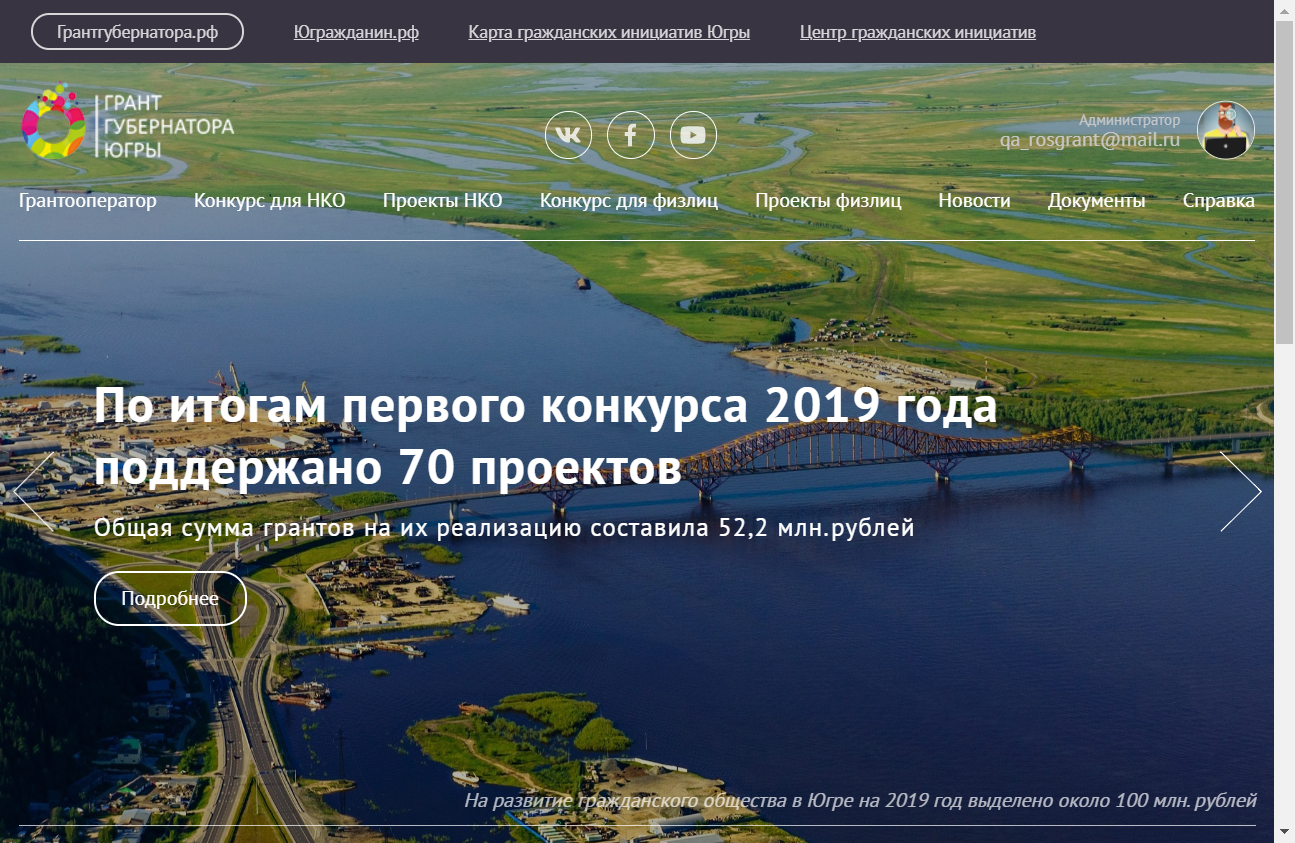 Грантгубернатора.рф Югражданин.рф Карта гражданских инициатив Югры Центр гражданских инициатив
ГРАНТ
ГУБЕРНАТОРА
ЮГРЫ
Администратор
qa_rosgrant@mail.ru
Грантооператор Конкурс для НКО Проекты НКО Конкурс для физлиц Проекты физлиц Новости Документы Справка
По итогам первого конкурса 2019 года
поддержано 70 проектов
Общая сумма грантов на их реализацию составила 52,2 млн.рублей
Подробнее
На развитие гражданского общества в Югре на 2019 год выделено около 100 млн. рублей